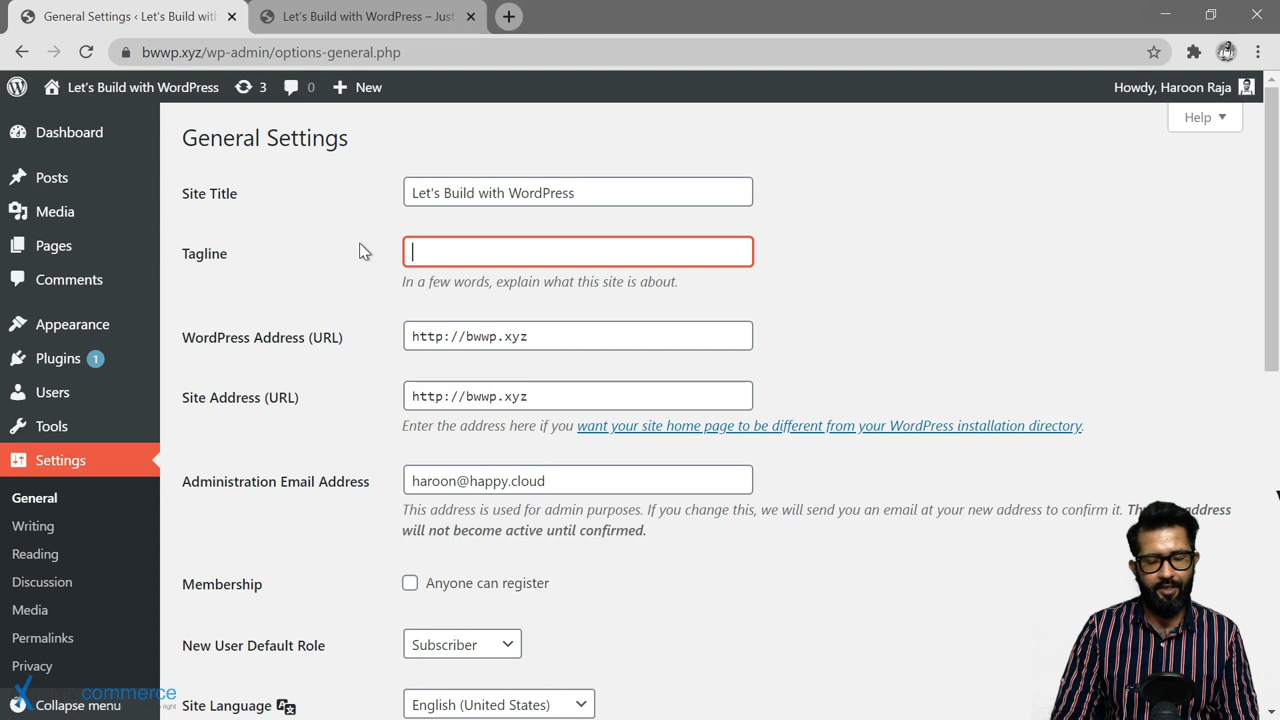 General Settings ‹ Let's Build with
Let's Build with WordPress – Just
bwwp.xyz/wp-admin/options-general.php
Let's Build with WordPress 3 0 New
Howdy, Haroon Raja
Help
Dashboard
Posts
Media
Pages
Comments
Appearance
Plugins 1
Users
Tools
Settings
General
Writing
Reading
Discussion
Media
Permalinks
Privacy
Collapse menu
commerce
General Settings
Site Title
Let's Build with WordPress
Tagline
In a few words, explain what this site is about.
WordPress Address (URL)
http://bwwp.xyz
Site Address (URL)
http://bwwp.xyz
Enter the address here if you want your site home page to be different from your WordPress installation directory.
Administration Email Address
haroon@happy.cloud
This address is used for admin purposes. If you change this, we will send you an email at your new address to confirm it. address
will not become active until confirmed.
Membership
Anyone can register
New User Default Role
Subscriber
Site Language
English (United States)